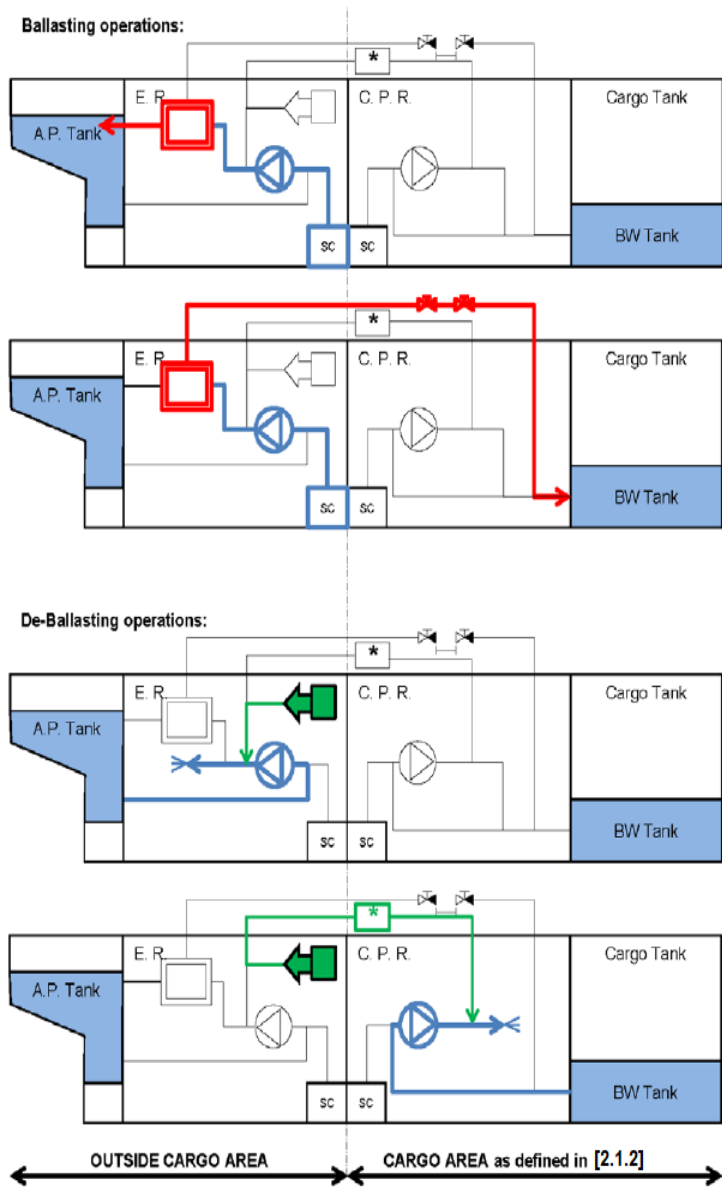 Ballasting operations:
*
E. R.
C. P. R.
Cargo Tank
A.P. Tank
BW Tank
SC
SC
*
E. R.
C. P. R.
Cargo Tank
A.P. Tank
BW Tank
SC
SC
De-Ballasting operations:
*
E. R.
C. P. R.
Cargo Tank
A.P. Tank
BW Tank
SC
SC
*
E. R.
C. P. R.
Cargo Tank
A.P. Tank
BW Tank
SC
SC
OUTSIDE CARGO AREA
CARGO AREA as defined in [2.1.2]